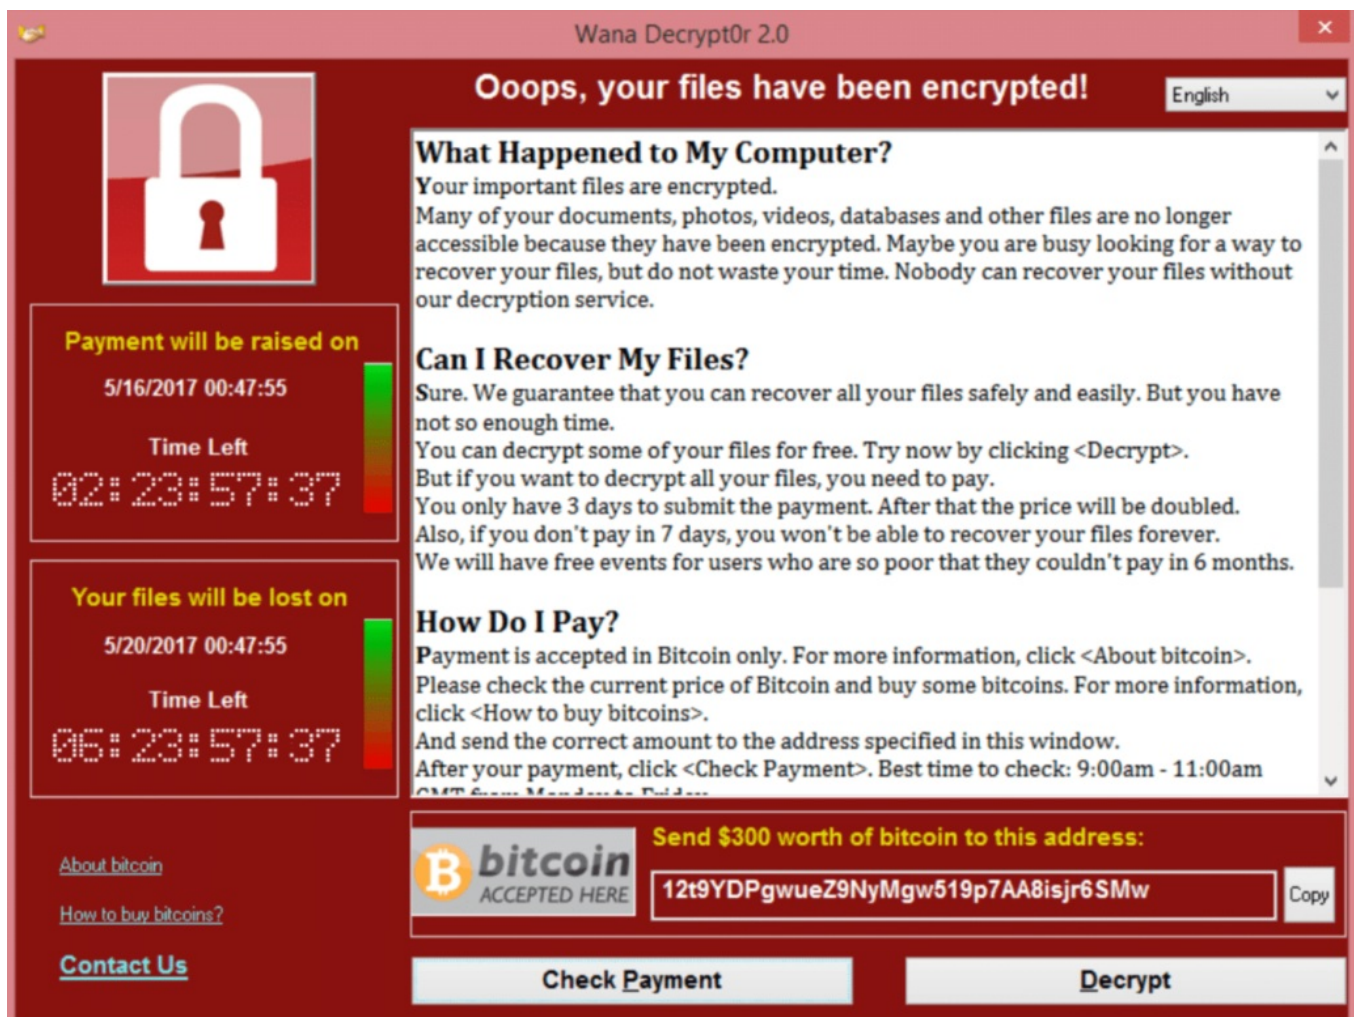 Wana Decrypt0r 2.0
Ooops, your files have been encrypted!
English
What Happened to My Computer?
Your important files are encrypted.
Many of your documents, photos, videos, databases and other files are no longer
accessible because they have been encrypted. Maybe you are busy looking for a way to
recover your files, but do not waste your time. Nobody can recover your files without
our decryption service.
Can I Recover My Files?
Sure. We guarantee that you can recover all your files safely and easily. But you have
not so enough time.
You can decrypt some of your files for free. Try now by clicking <Decrypt>.
But if you want to decrypt all your files, you need to pay.
You only have 3 days to submit the payment. After that the price will be doubled.
Also, if you don't pay in 7 days, you won't be able to recover your files forever.
We will have free events for users who are so poor that they couldn't pay in 6 months.
How Do I Pay?
Payment is accepted in Bitcoin only. For more information, click <About bitcoin>.
Please check the current price of Bitcoin and buy some bitcoins. For more information,
click <How to buy bitcoins>.
And send the correct amount to the address specified in this window.
After your payment, click <Check Payment>. Best time to check: 9:00am - 11:00am
GMT from Monday to Friday
Payment will be raised on
5/16/2017 00:47:55
Time Left
02:23:57:37
Your files will be lost on
5/20/2017 00:47:55
Time Left
06:23:57:37
About bitcoin
How to buy bitcoins?
Contact Us
bitcoin
ACCEPTED HERE
Send $300 worth of bitcoin to this address:
12t9YDPgwueZ9NyMgw519p7AA8isjr6SMw
Copy
Check Payment
Decrypt